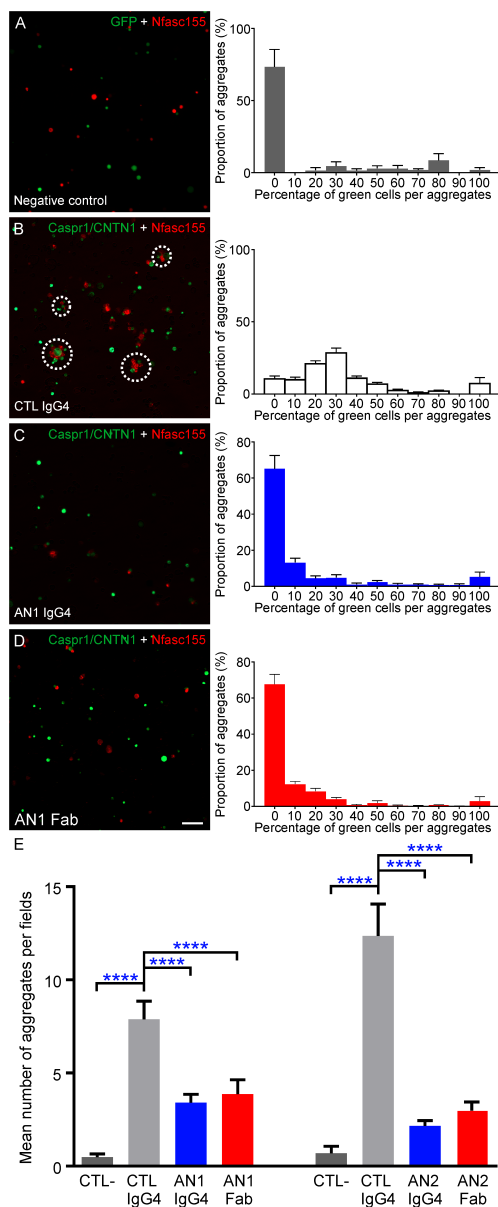 A
GFP + Nfasc155
Negative control
Proportion of aggregates (%)
100
50
0
0 10 20 30 40 50 60 70 80 90 100
Percentage of green cells per aggregates
B
Caspr1/CNTN1 + Nfasc155
CTL IgG4
Proportion of aggregates (%)
100
50
0
0 10 20 30 40 50 60 70 80 100
Percentage of green cells per aggregates
C
Caspr1/CNTN1 + Nfasc155
AN1 IgG4
Proportion of aggregates (%)
80
60
40
20
0
0 10 20 30 40 50 60 70 80 90 100
Percentage of green cells per aggregates
D
Caspr1/CNTN1 + Nfasc155
AN1 Fab
Proportion of aggregates (%)
80
60
40
20
0
0 10 20 30 40 50 60 70 80 90 100
Percentage of green cells per aggregates
E
Mean number of aggregates per fields
15
10
5
0
**** **** ****
**** **** ****
CTL- CTL AN1 AN1 CTL- CTL AN2 AN2
IgG4 IgG4 Fab IgG4 IgG4 Fab